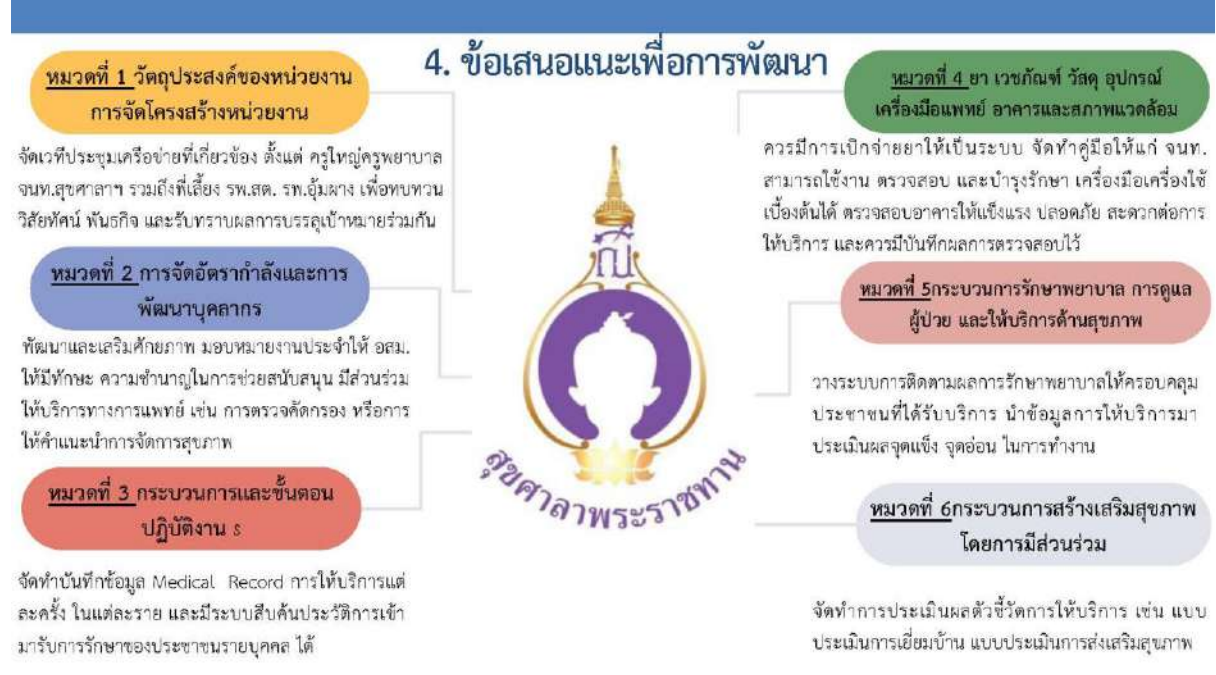 4. ข้อเสนอแนะเพื่อการพัฒนา
หมวดที่ 1 วัตถุประสงค์ของหน่วยงาน
การจัดโครงสร้างหน่วยงาน
จัดเวทีประชุมเครือข่ายที่เกี่ยวข้อง ตั้งแต่ ครูใหญ่ครูพยาบาล
จนท.สุขศาลาฯ รวมถึงพี่เลี้ยง รพ.สต. รพ.อุ้มผาง เพื่อทบทวน
วิสัยทัศน์ พันธกิจ และรับทราบผลการบรรลุเป้าหมายร่วมกัน
หมวดที่ 2 การจัดอัตรากำลังและการ
พัฒนาบุคลากร
พัฒนาและเสริมศักยภาพ มอบหมายงานประจำให้ อสม.
ให้มีทักษะ ความชำนาญในการช่วยสนับสนุน มีส่วนร่วม
ให้บริการทางการแพทย์ เช่น การตรวจคัดกรอง หรือการ
ให้คำแนะนำการจัดการสุขภาพ
หมวดที่ 3 กระบวนการและขั้นตอน
ปฏิบัติงาน s
จัดทำบันทึกข้อมูล Medical Record การให้บริการแต่
ละครั้ง ในแต่ละราย และมีระบบสืบค้นประวัติการเข้า
มารับการรักษาของประชาชนรายบุคคล ได้
สุขศาลาพระราชทาน
หมวดที่ 4 ยา เวชภัณฑ์ วัสดุ อุปกรณ์
เครื่องมือแพทย์ อาคารและสภาพแวดล้อม
ควรมีการเบิกจ่ายยาให้เป็นระบบ จัดทำคู่มือให้แก่ จนท.
สามารถใช้งาน ตรวจสอบ และบำรุงรักษา เครื่องมือเครื่องใช้
เบื้องต้นได้ ตรวจสอบอาคารให้แข็งแรง ปลอดภัย สะดวกต่อการ
ให้บริการ และควรมีบันทึกผลการตรวจสอบไว้
หมวดที่ 5กระบวนการรักษาพยาบาล การดูแล
ผู้ป่วย และให้บริการด้านสุขภาพ
วางระบบการติดตามผลการรักษาพยาบาลให้ครอบคลุม
ประชาชนที่ได้รับบริการ นำข้อมูลการให้บริการมา
ประเมินผลจุดแข็ง จุดอ่อน ในการทำงาน
หมวดที่ 6กระบวนการสร้างเสริมสุขภาพ
โดยการมีส่วนร่วม
จัดทำการประเมินผลตัวชี้วัดการให้บริการ เช่น แบบ
ประเมินการเยี่ยมบ้าน แบบประเมินการส่งเสริมสุขภาพ